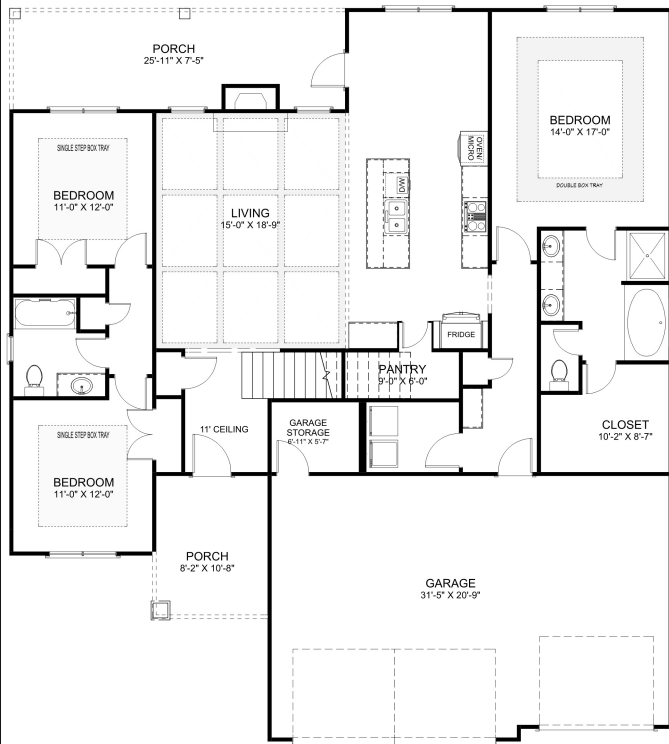 PORCH
25'-11" X 7'-5"
SINGLE STEP BOX TRAY
BEDROOM
11'-0" X 12'-0"
LIVING
15'-0" X 18'-9"
OVEN/
MICRO
D/W
BEDROOM
14'-0" X 17'-0"
DOUBLE BOX TRAY
FRIDGE
PANTRY
9'-0" X 6'-0"
11' CEILING
GARAGE
STORAGE
6'-11" X 5'-7"
CLOSET
10'-2" X 8'-7"
SINGLE STEP BOX TRAY
BEDROOM
11'-0" X 12'-0"
PORCH
8'-2" X 10'-8"
GARAGE
31'-5" X 20'-9"